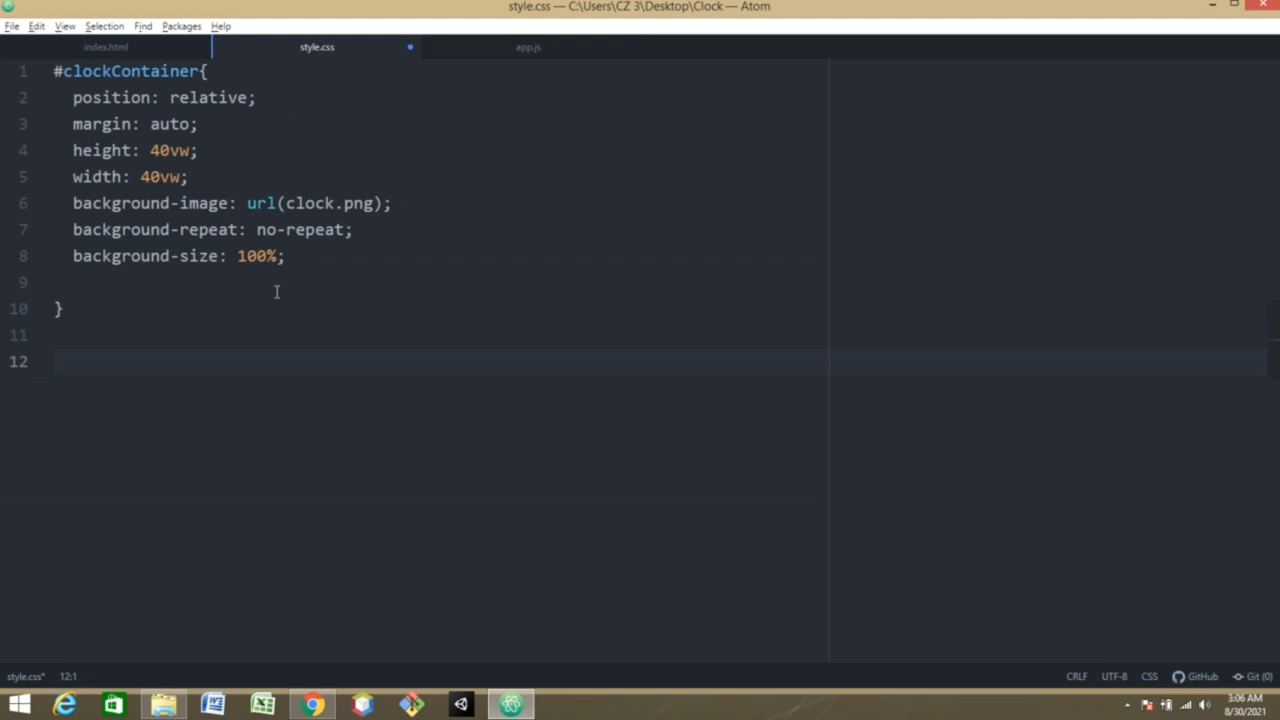 style.css — C:\Users\CZ 3\Desktop\Clock — Atom
File Edit View Selection Find Packages Help
index.html style.css app.js
1 #clockContainer{
2 position: relative;
3 margin: auto;
4 height: 40vw;
5 width: 40vw;
6 background-image: url(clock.png);
7 background-repeat: no-repeat;
8 background-size: 100%;
9
10 }
11
12
style.css* 12:1 CRLF UTF-8 CSS GitHub Git (0)
3:06 AM
8/30/2021